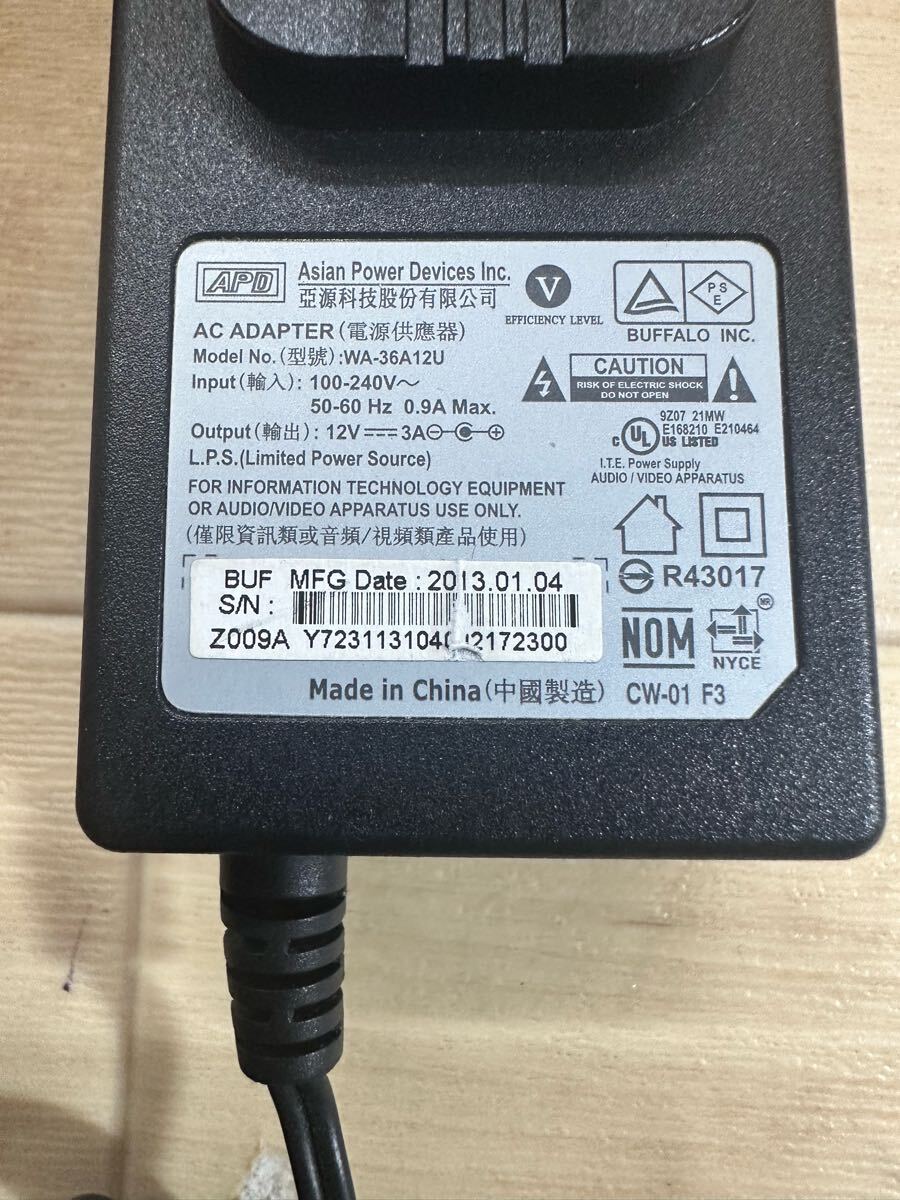 APD
Asian Power Devices Inc.
亞源科技股份有限公司
V
EFFICIENCY LEVEL
PS
E
BUFFALO INC.
AC ADAPTER(電源供應器)
Model No.(型號):WA-36A12U
Input(輸入): 100-240V～
50-60 Hz 0.9A Max.
Output(輸出): 12V⎓3A⊖-⊕
L.P.S.(Limited Power Source)
CAUTION
RISK OF ELECTRIC SHOCK
DO NOT OPEN
9Z07 21MW
E168210 E210464
c UL US LISTED
I.T.E. Power Supply
AUDIO / VIDEO APPARATUS
FOR INFORMATION TECHNOLOGY EQUIPMENT
OR AUDIO/VIDEO APPARATUS USE ONLY.
(僅限資訊類或音頻/視頻類產品使用)
R43017
BUF MFG Date : 2013.01.04
S/N :
Z009A
NOM
MR
NYCE
Made in China(中國製造) CW-01 F3